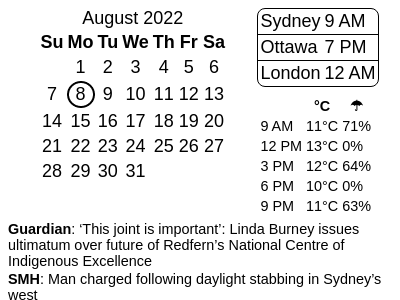 August 2022
Su Mo Tu We Th Fr Sa
1 2 3 4 5 6
7 8 9 10 11 12 13
14 15 16 17 18 19 20
21 22 23 24 25 26 27
28 29 30 31
Sydney 9 AM
Ottawa 7 PM
London 12 AM
°C ☂
9 AM 11°C 71%
12 PM 13°C 0%
3 PM 12°C 64%
6 PM 10°C 0%
9 PM 11°C 63%
Guardian: ‘This joint is important’: Linda Burney issues
ultimatum over future of Redfern’s National Centre of
Indigenous Excellence
SMH: Man charged following daylight stabbing in Sydney’s
west